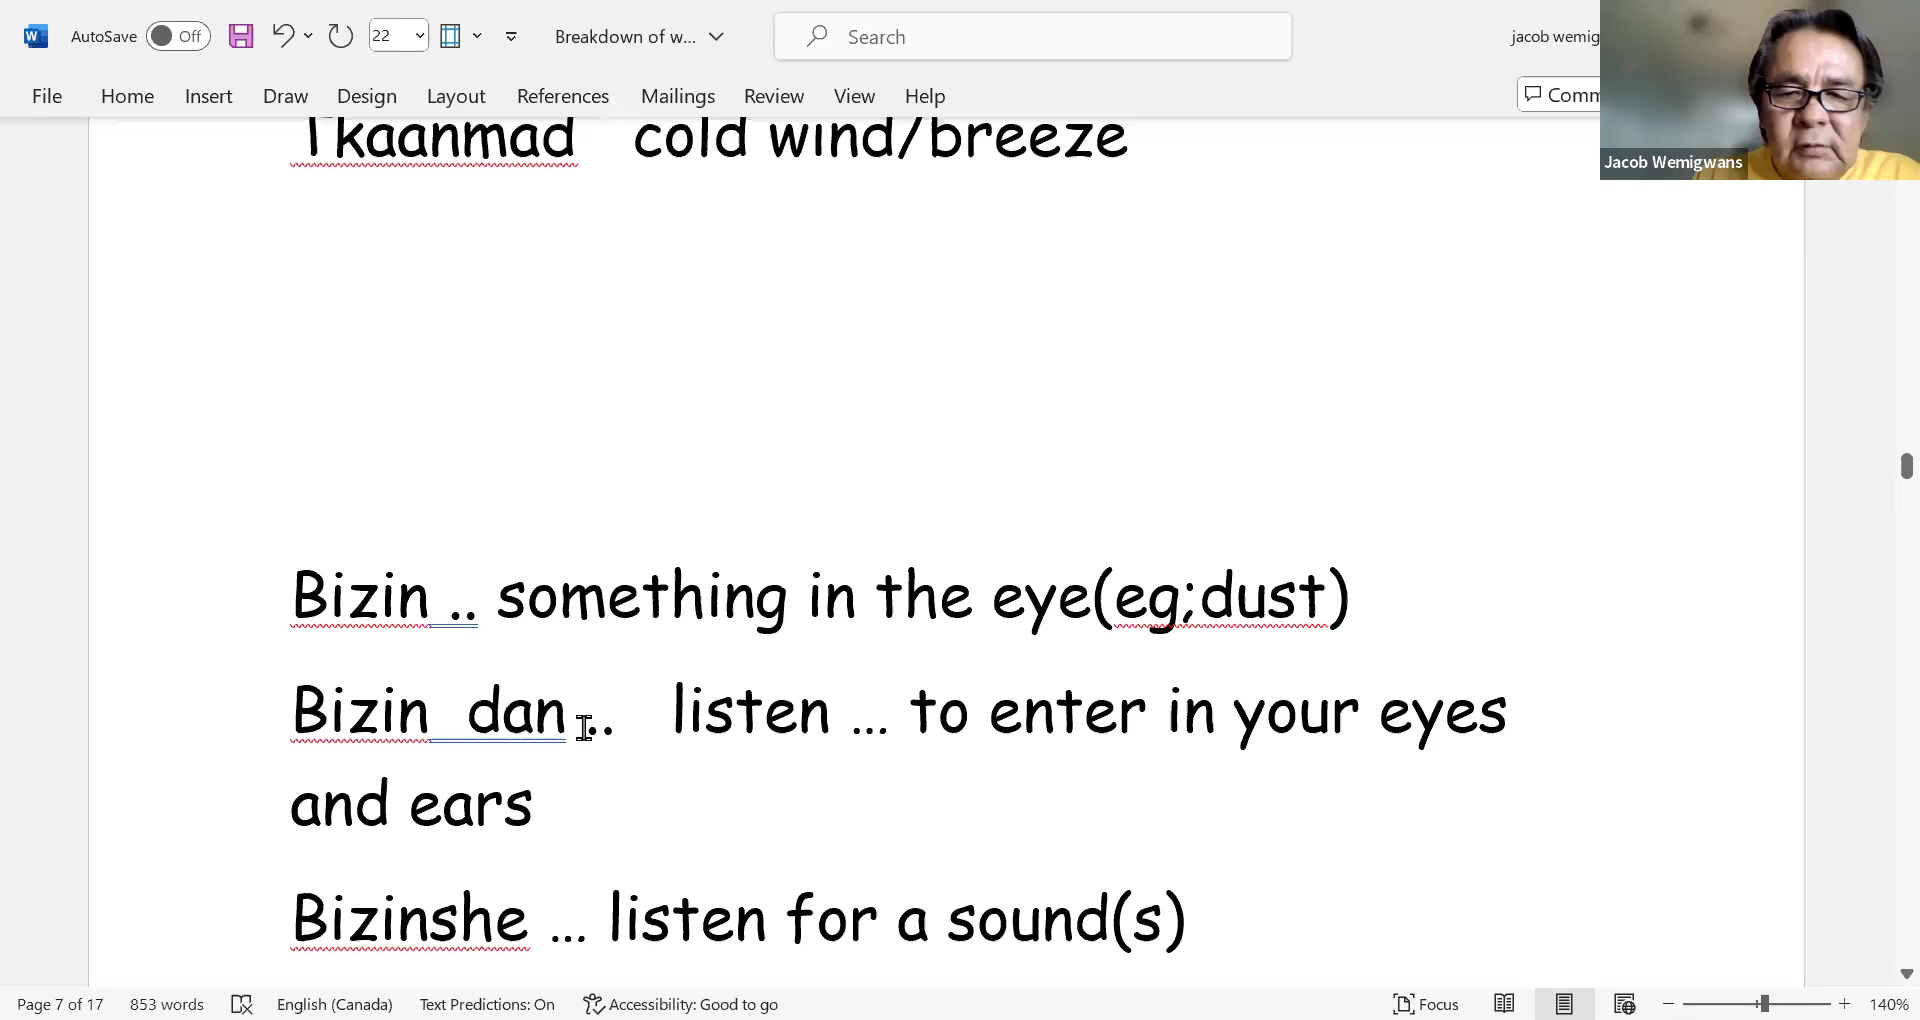 AutoSave Off 22 Breakdown of w... Search jacob wemig
File Home Insert Draw Design Layout References Mailings Review View Help Comm
Jacob Wemigwans
T'kaanmad cold wind/breeze
Bizin .. something in the eye(eg;dust)
Bizin dan .. listen ... to enter in your eyes
and ears
Bizinshe ... listen for a sound(s)
Page 7 of 17 853 words English (Canada) Text Predictions: On Accessibility: Good to go Focus 140%